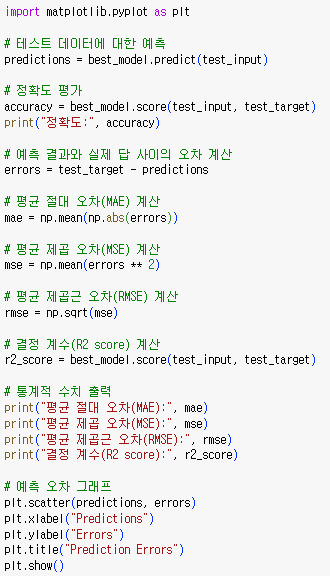 import matplotlib.pyplot as plt
# 테스트 데이터에 대한 예측
predictions = best_model.predict(test_input)
# 정확도 평가
accuracy = best_model.score(test_input, test_target)
print("정확도:", accuracy)
# 예측 결과와 실제 답 사이의 오차 계산
errors = test_target - predictions
# 평균 절대 오차(MAE) 계산
mae = np.mean(np.abs(errors))
# 평균 제곱 오차(MSE) 계산
mse = np.mean(errors ** 2)
# 평균 제곱근 오차(RMSE) 계산
rmse = np.sqrt(mse)
# 결정 계수(R2 score) 계산
r2_score = best_model.score(test_input, test_target)
# 통계적 수치 출력
print("평균 절대 오차(MAE):", mae)
print("평균 제곱 오차(MSE):", mse)
print("평균 제곱근 오차(RMSE):", rmse)
print("결정 계수(R2 score):", r2_score)
# 예측 오차 그래프
plt.scatter(predictions, errors)
plt.xlabel("Predictions")
plt.ylabel("Errors")
plt.title("Prediction Errors")
plt.show()